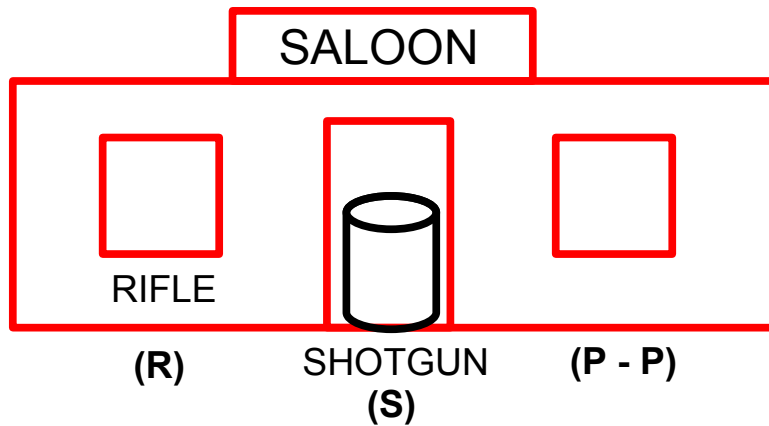 SALOON
RIFLE
(R)
SHOTGUN
(S)
(P - P)